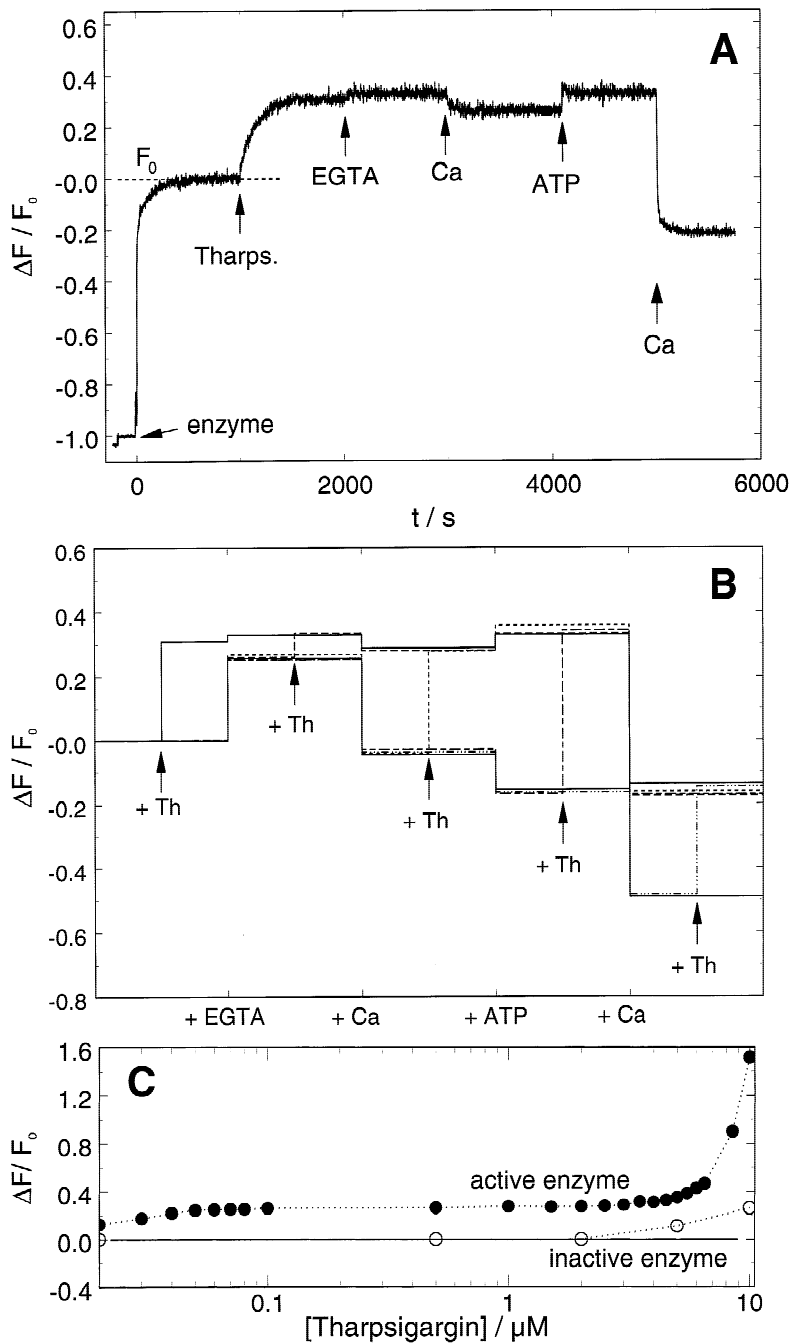 A
ΔF / F₀
0.6
0.4
0.2
-0.0
-0.2
-0.4
-0.6
-0.8
-1.0
F₀
Tharps.
EGTA
Ca
ATP
Ca
enzyme
0 2000 4000 6000
t / s
B
ΔF / F₀
0.6
0.4
0.2
-0.0
-0.2
-0.4
-0.6
-0.8
+ Th
+ Th
+ Th
+ Th
+ Th
+ EGTA + Ca + ATP + Ca
C
ΔF/ F₀
1.6
1.2
0.8
0.4
0.0
-0.4
active enzyme
inactive enzyme
0.1 1 10
[Tharpsigargin] / µM